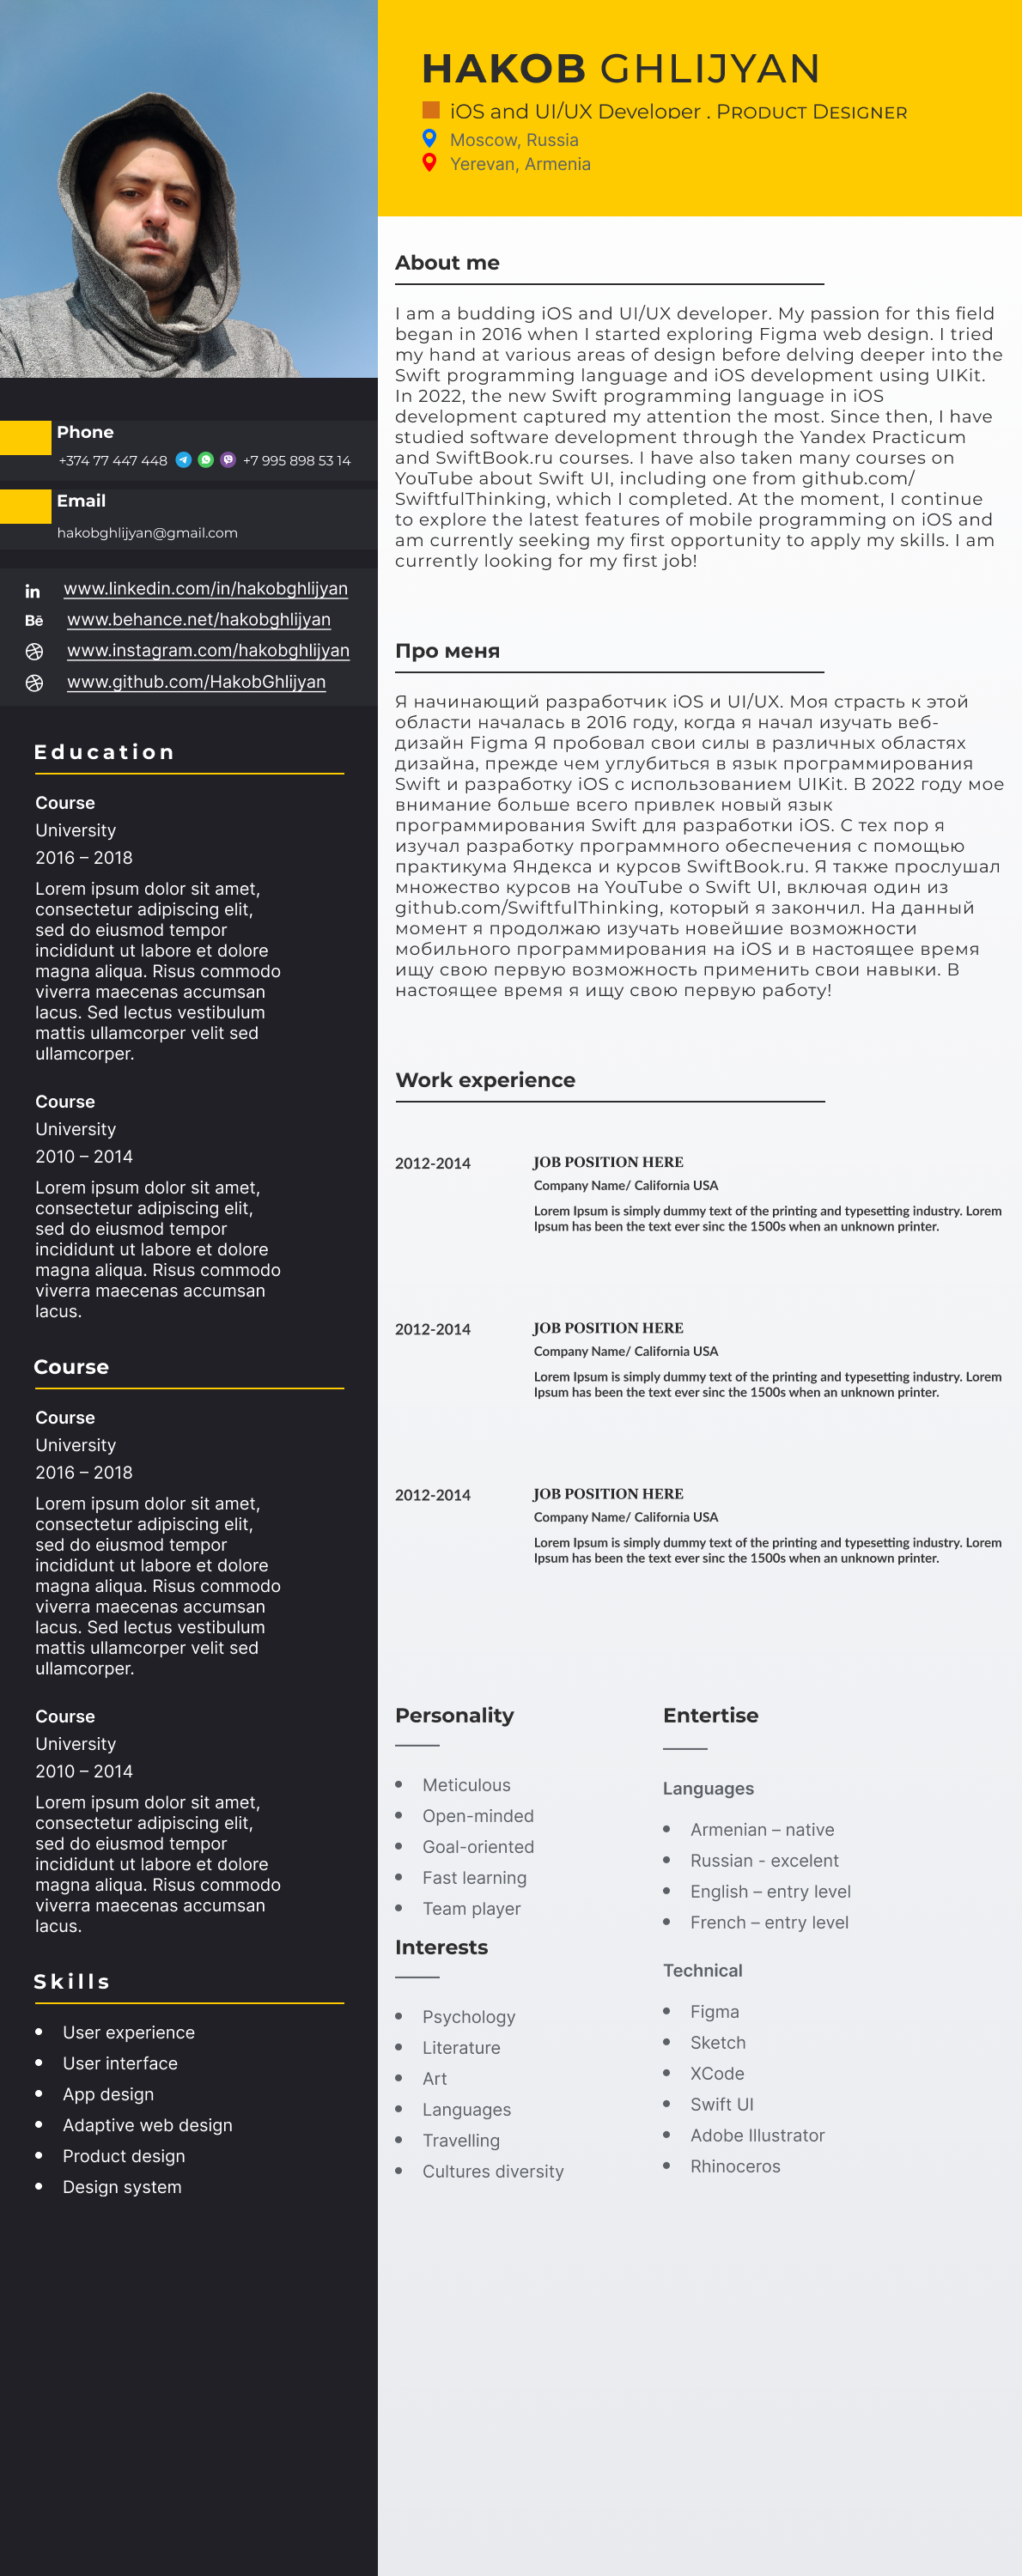 HAKOB GHLIJYAN
iOS and UI/UX Developer . Product Designer
Moscow, Russia
Yerevan, Armenia
Phone
+374 77 447 448 +7 995 898 53 14
Email
hakobghlijyan@gmail.com
in www.linkedin.com/in/hakobghlijyan
Bē www.behance.net/hakobghlijyan
www.instagram.com/hakobghlijyan
www.github.com/HakobGhlijyan
Education
Course
University
2016 – 2018
Lorem ipsum dolor sit amet,
consectetur adipiscing elit,
sed do eiusmod tempor
incididunt ut labore et dolore
magna aliqua. Risus commodo
viverra maecenas accumsan
lacus. Sed lectus vestibulum
mattis ullamcorper velit sed
ullamcorper.
Course
University
2010 – 2014
Lorem ipsum dolor sit amet,
consectetur adipiscing elit,
sed do eiusmod tempor
incididunt ut labore et dolore
magna aliqua. Risus commodo
viverra maecenas accumsan
lacus.
Course
Course
University
2016 – 2018
Lorem ipsum dolor sit amet,
consectetur adipiscing elit,
sed do eiusmod tempor
incididunt ut labore et dolore
magna aliqua. Risus commodo
viverra maecenas accumsan
lacus. Sed lectus vestibulum
mattis ullamcorper velit sed
ullamcorper.
Course
University
2010 – 2014
Lorem ipsum dolor sit amet,
consectetur adipiscing elit,
sed do eiusmod tempor
incididunt ut labore et dolore
magna aliqua. Risus commodo
viverra maecenas accumsan
lacus.
Skills
• User experience
• User interface
• App design
• Adaptive web design
• Product design
• Design system
About me
I am a budding iOS and UI/UX developer. My passion for this field
began in 2016 when I started exploring Figma web design. I tried
my hand at various areas of design before delving deeper into the
Swift programming language and iOS development using UIKit.
In 2022, the new Swift programming language in iOS
development captured my attention the most. Since then, I have
studied software development through the Yandex Practicum
and SwiftBook.ru courses. I have also taken many courses on
YouTube about Swift UI, including one from github.com/
SwiftfulThinking, which I completed. At the moment, I continue
to explore the latest features of mobile programming on iOS and
am currently seeking my first opportunity to apply my skills. I am
currently looking for my first job!
Про меня
Я начинающий разработчик iOS и UI/UX. Моя страсть к этой
области началась в 2016 году, когда я начал изучать веб-
дизайн Figma Я пробовал свои силы в различных областях
дизайна, прежде чем углубиться в язык программирования
Swift и разработку iOS с использованием UIKit. В 2022 году мое
внимание больше всего привлек новый язык
программирования Swift для разработки iOS. С тех пор я
изучал разработку программного обеспечения с помощью
практикума Яндекса и курсов SwiftBook.ru. Я также прослушал
множество курсов на YouTube о Swift UI, включая один из
github.com/SwiftfulThinking, который я закончил. На данный
момент я продолжаю изучать новейшие возможности
мобильного программирования на iOS и в настоящее время
ищу свою первую возможность применить свои навыки. В
настоящее время я ищу свою первую работу!
Work experience
2012-2014 JOB POSITION HERE
Company Name/ California USA
Lorem Ipsum is simply dummy text of the printing and typesetting industry. Lorem
Ipsum has been the text ever sinc the 1500s when an unknown printer.
2012-2014 JOB POSITION HERE
Company Name/ California USA
Lorem Ipsum is simply dummy text of the printing and typesetting industry. Lorem
Ipsum has been the text ever sinc the 1500s when an unknown printer.
2012-2014 JOB POSITION HERE
Company Name/ California USA
Lorem Ipsum is simply dummy text of the printing and typesetting industry. Lorem
Ipsum has been the text ever sinc the 1500s when an unknown printer.
Personality
• Meticulous
• Open-minded
• Goal-oriented
• Fast learning
• Team player
Interests
• Psychology
• Literature
• Art
• Languages
• Travelling
• Cultures diversity
Entertise
Languages
• Armenian – native
• Russian - excelent
• English – entry level
• French – entry level
Technical
• Figma
• Sketch
• XCode
• Swift UI
• Adobe Illustrator
• Rhinoceros